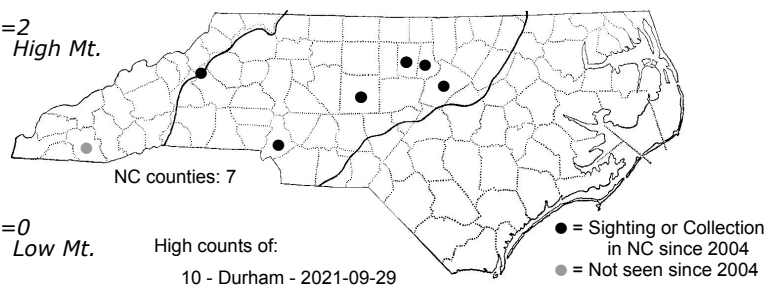 =2
High Mt.
NC counties: 7
=0
Low Mt.
High counts of:
10 - Durham - 2021-09-29
● = Sighting or Collection
in NC since 2004
● = Not seen since 2004